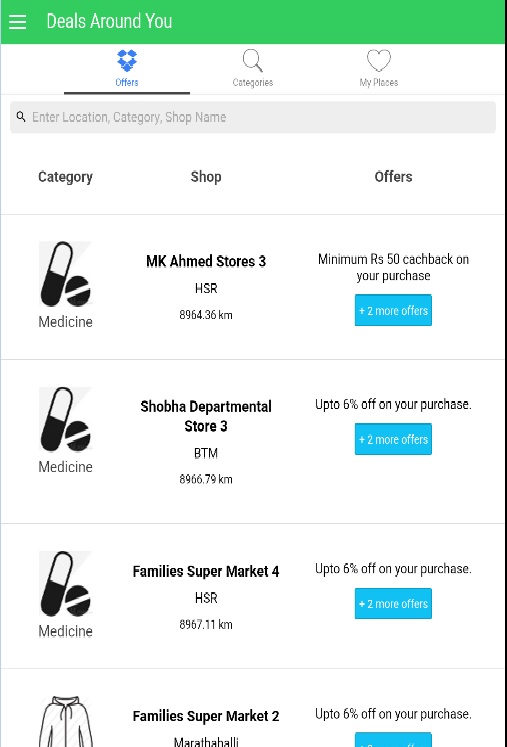 Deals Around You
Offers
Categories
My Places
Enter Location, Category, Shop Name
Category
Shop
Offers
Medicine
MK Ahmed Stores 3
HSR
8964.36 km
Minimum Rs 50 cachback on
your purchase
+ 2 more offers
Medicine
Shobha Departmental
Store 3
BTM
8966.79 km
Upto 6% off on your purchase.
+ 2 more offers
Medicine
Families Super Market 4
HSR
8967.11 km
Upto 6% off on your purchase.
+ 2 more offers
Families Super Market 2
Marathahalli
Upto 6% off on your purchase.